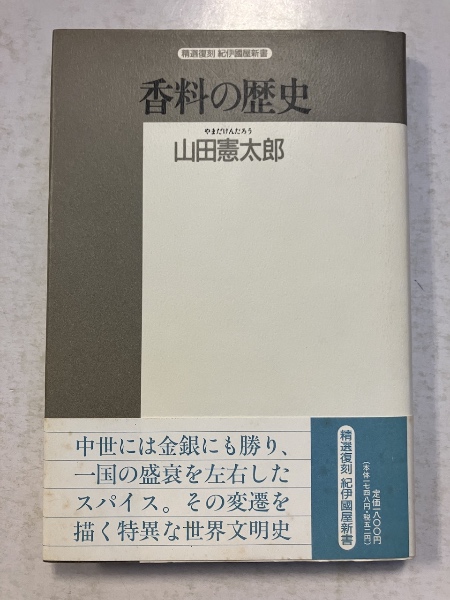 精選復刻 紀伊國屋新書
香料の歴史
やまだけんたろう
山田憲太郎
中世には金銀にも勝り、
一国の盛衰を左右した
スパイス。その変遷を
描く特異な世界文明史
精選復刻 紀伊國屋新書
定価一八〇〇円
(本体一七四八円・税五二円)